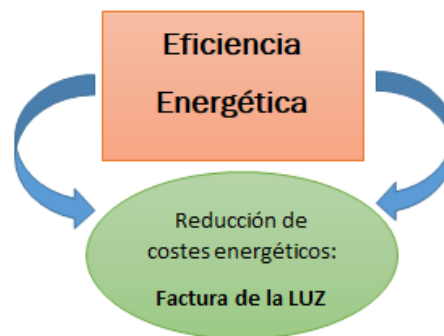 Eficiencia
Energética
Reducción de
costes energéticos:
Factura de la LUZ